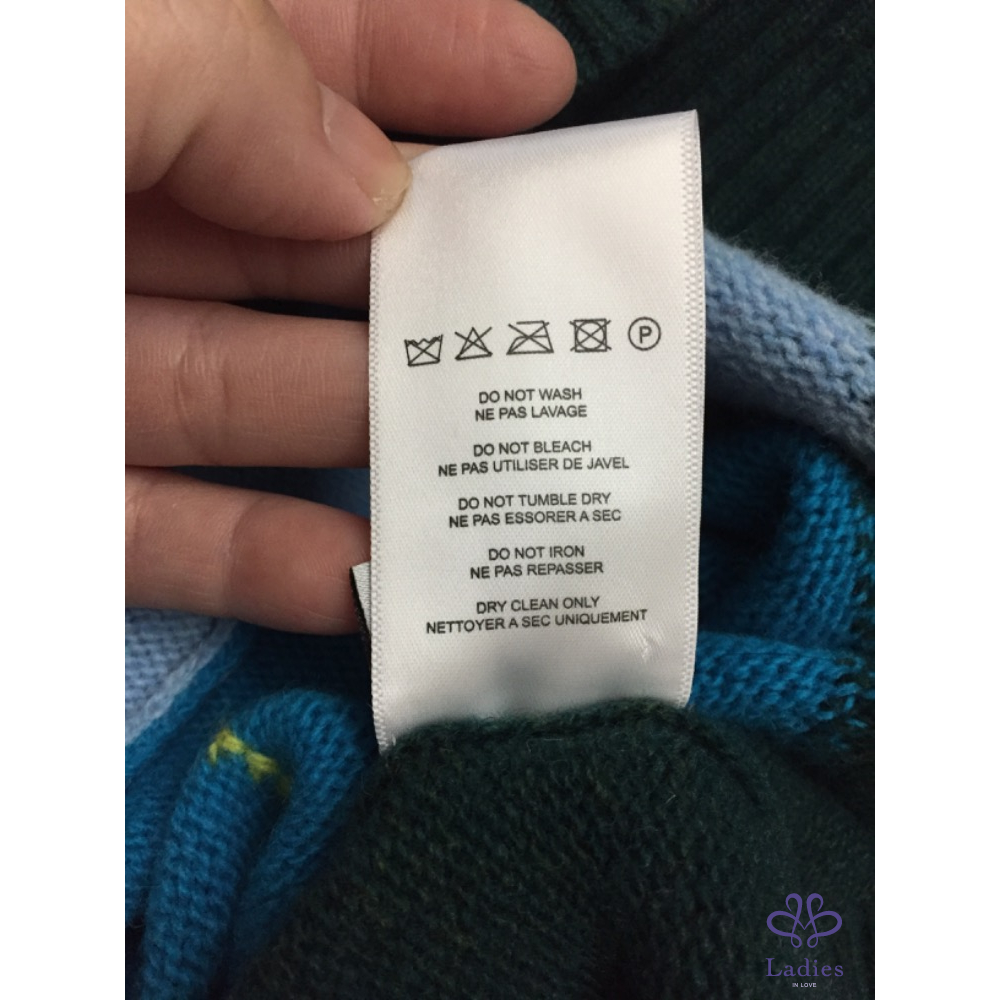 P
DO NOT WASH
NE PAS LAVAGE
DO NOT BLEACH
NE PAS UTILISER DE JAVEL
DO NOT TUMBLE DRY
NE PAS ESSORER A SEC
DO NOT IRON
NE PAS REPASSER
DRY CLEAN ONLY
NETTOYER A SEC UNIQUEMENT
Ladies
IN LOVE